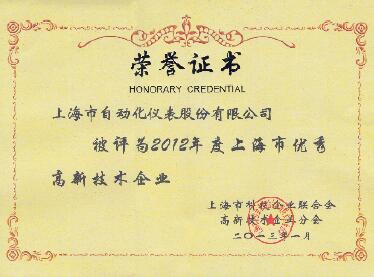 荣誉证书
HONORARY CREDENTIAL
上海市自动化仪表股份有限公司
被评为2012年度上海市优秀
高新技术企业
上海市科技企业联合会
高新技术企业分会
二〇一三年一月